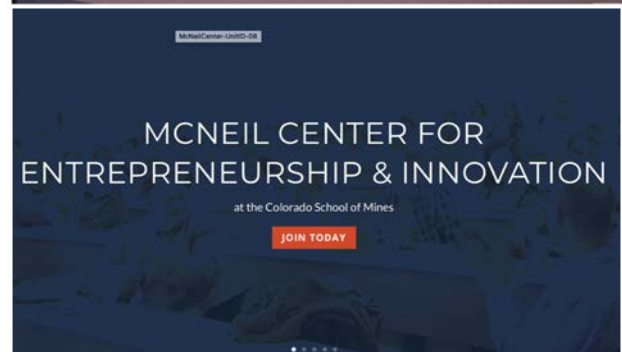 McNeilCenter-UnitID-08
MCNEIL CENTER FOR
ENTREPRENEURSHIP & INNOVATION
at the Colorado School of Mines
JOIN TODAY